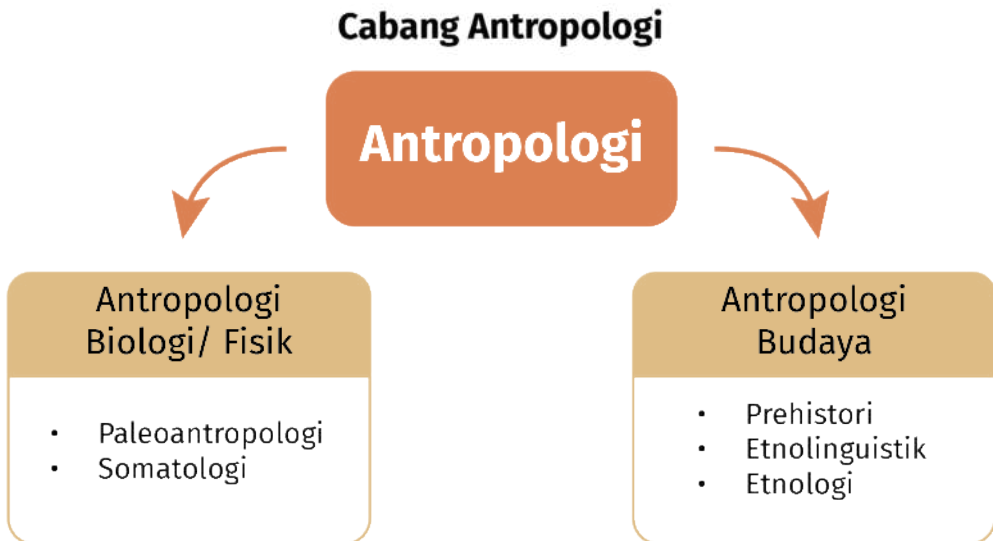 Cabang Antropologi
Antropologi
Antropologi
Biologi/ Fisik
• Paleoantropologi
• Somatologi
Antropologi
Budaya
• Prehistori
• Etnolinguistik
• Etnologi